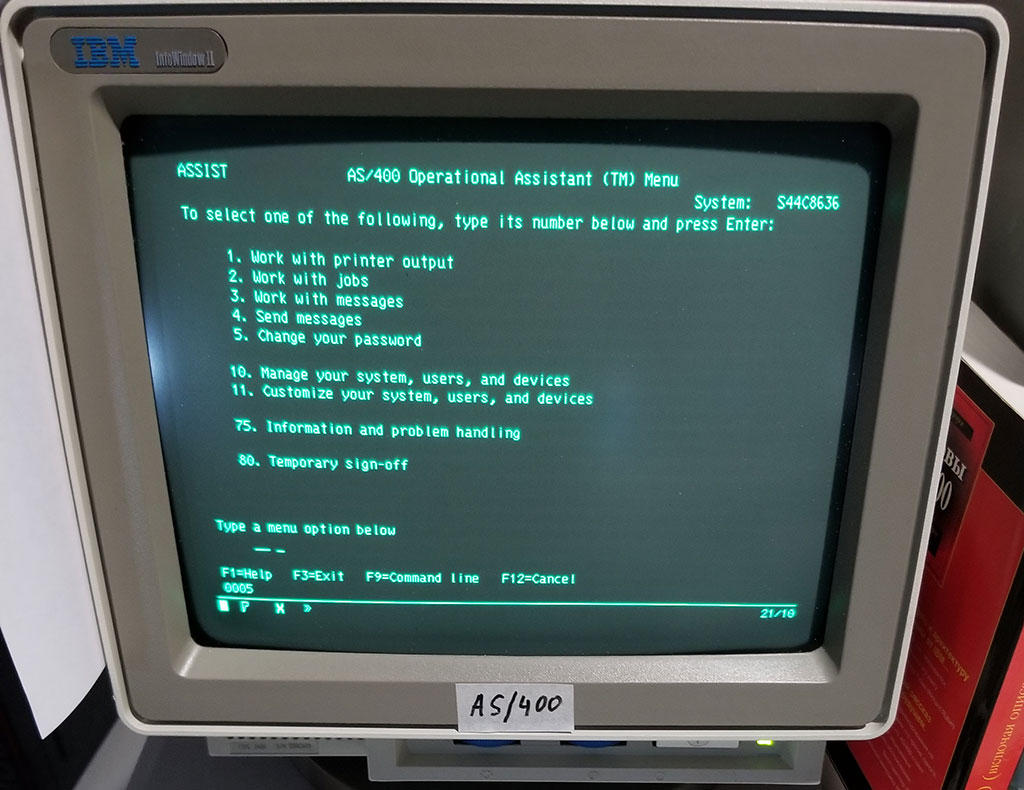 IBM InfoWindow II
ASSIST AS/400 Operational Assistant (TM) Menu
System: S44C8636
To select one of the following, type its number below and press Enter:
1. Work with printer output
2. Work with jobs
3. Work with messages
4. Send messages
5. Change your password
10. Manage your system, users, and devices
11. Customize your system, users, and devices
75. Information and problem handling
80. Temporary sign-off
Type a menu option below
F1=Help F3=Exit F9=Command line F12=Cancel
0005
21/10
AS/400